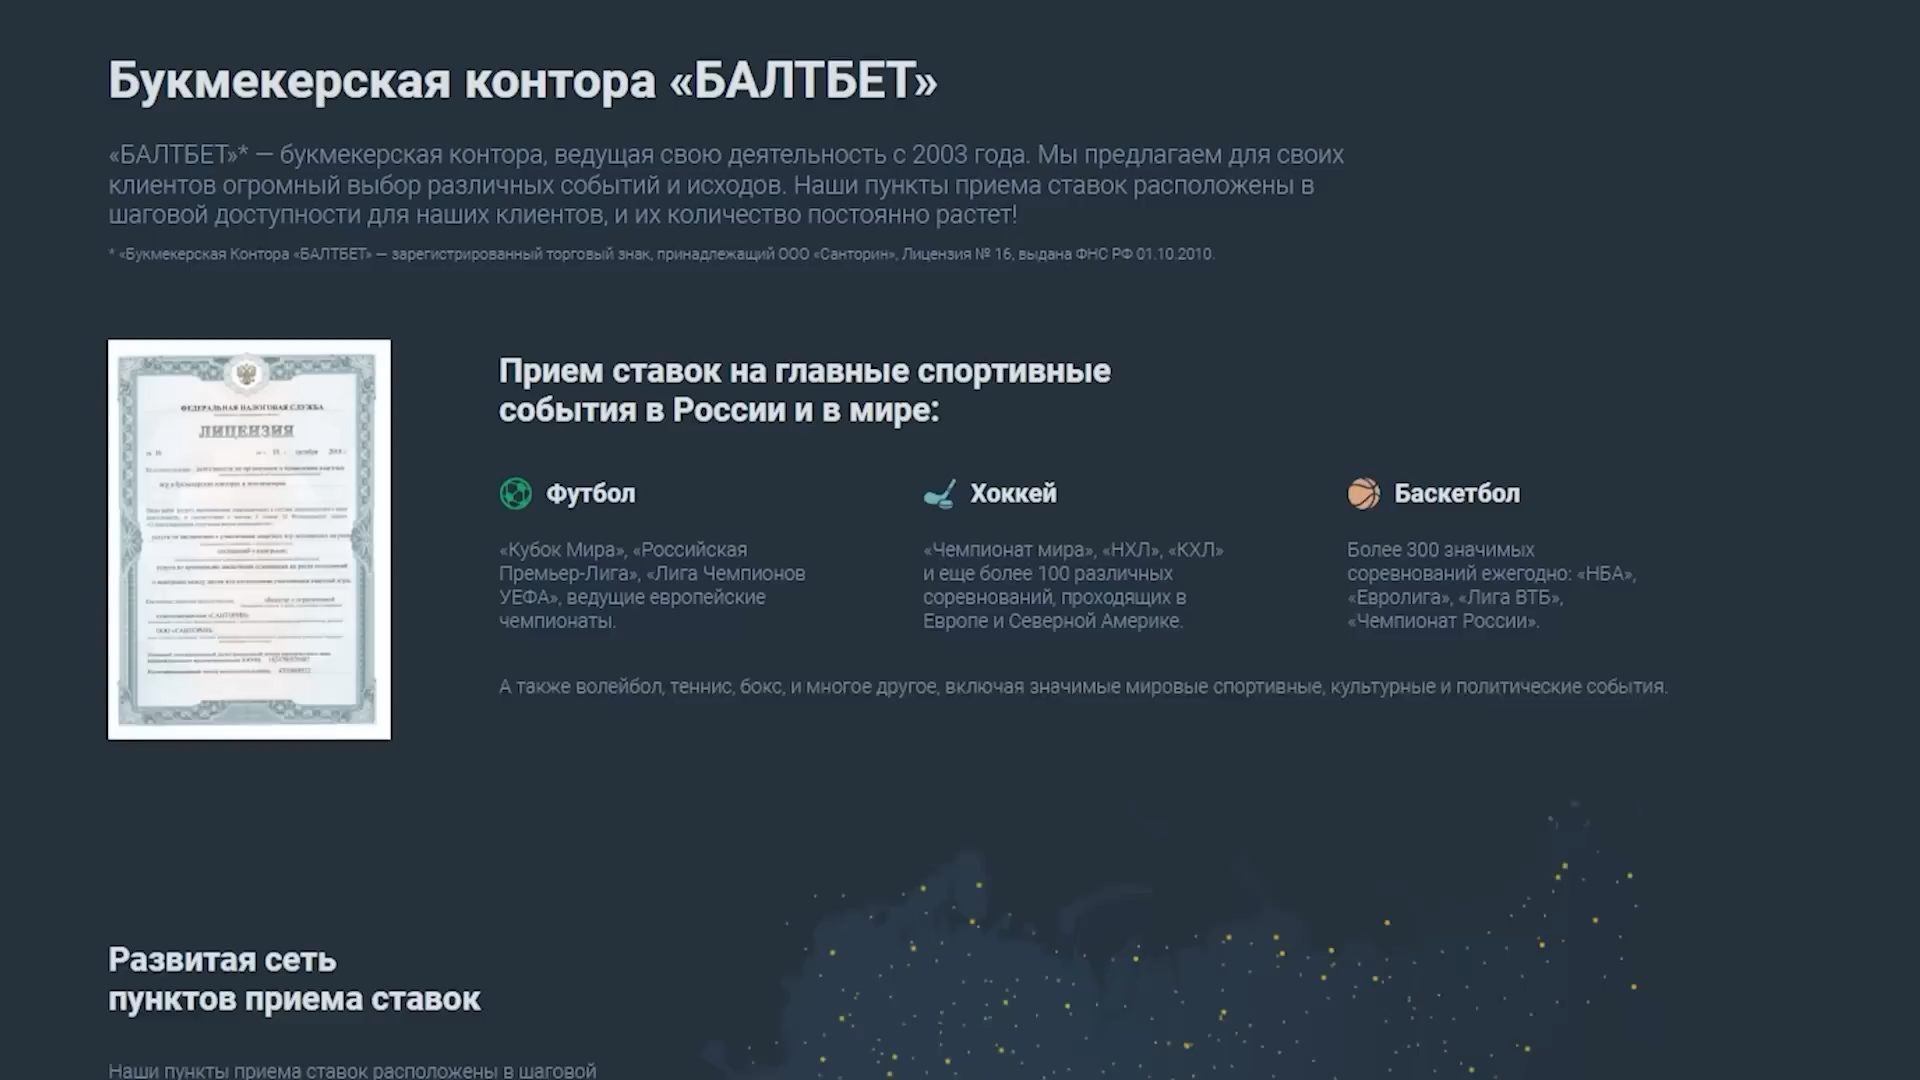 Букмекерская контора «БАЛТБЕТ»
«БАЛТБЕТ»* — букмекерская контора, ведущая свою деятельность с 2003 года. Мы предлагаем для своих
клиентов огромный выбор различных событий и исходов. Наши пункты приема ставок расположены в
шаговой доступности для наших клиентов, и их количество постоянно растет!
* «Букмекерская Контора «БАЛТБЕТ» — зарегистрированный торговый знак, принадлежащий ООО «Санторин», Лицензия № 16, выдана ФНС РФ 01.10.2010.
ФЕДЕРАЛЬНАЯ НАЛОГОВАЯ СЛУЖБА
ЛИЦЕНЗИЯ
Прием ставок на главные спортивные
события в России и в мире:
Футбол
«Кубок Мира», «Российская
Премьер-Лига», «Лига Чемпионов
УЕФА», ведущие европейские
чемпионаты.
Хоккей
«Чемпионат мира», «НХЛ», «КХЛ»
и еще более 100 различных
соревнований, проходящих в
Европе и Северной Америке.
Баскетбол
Более 300 значимых
соревнований ежегодно: «НБА»,
«Евролига», «Лига ВТБ»,
«Чемпионат России».
А также волейбол, теннис, бокс, и многое другое, включая значимые мировые спортивные, культурные и политические события.
Развитая сеть
пунктов приема ставок
Наши пункты приема ставок расположены в шаговой